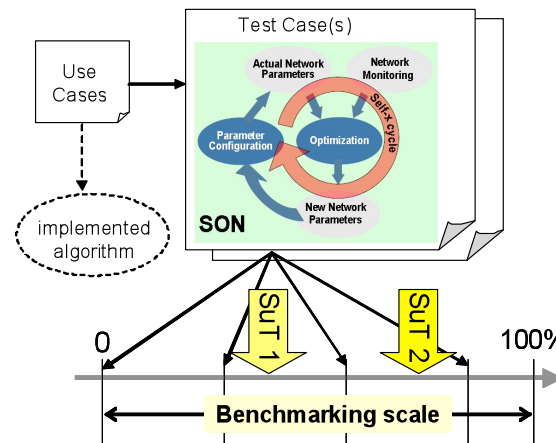 Test Case(s)
Use
Cases
Actual Network
Parameters
Network
Monitoring
Self-x cycle
Parameter
Configuration
Optimization
New Network
Parameters
SON
implemented
algorithm
0
SuT 1
SuT 2
100%
Benchmarking scale